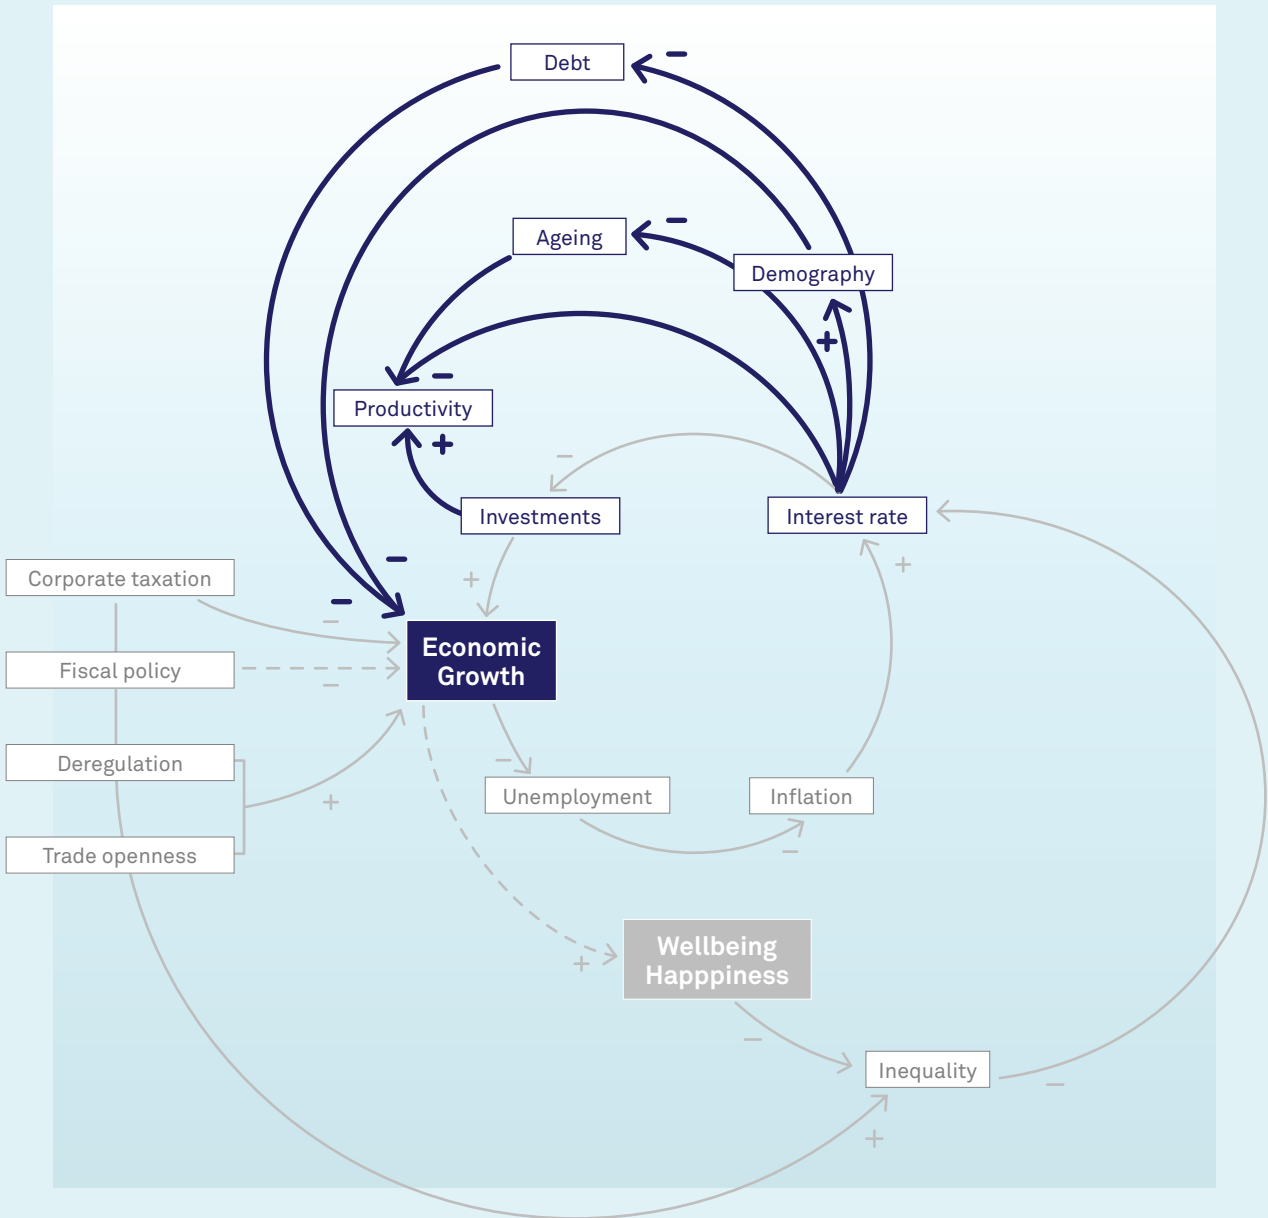 Debt
Ageing
Demography
Productivity
Investments
Interest rate
Corporate taxation
Economic
Growth
Fiscal policy
Deregulation
Unemployment
Inflation
Trade openness
Wellbeing
Happpiness
Inequality